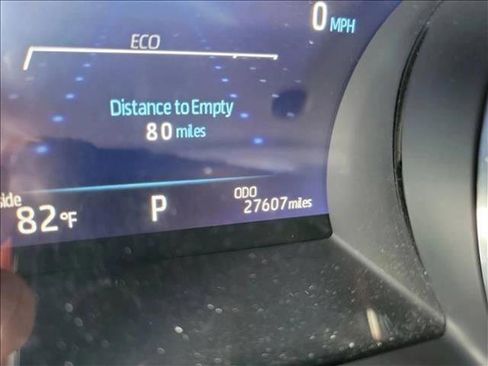 0 MPH
ECO
Distance to Empty
80 miles
side
82°F
P
ODO
27607 miles